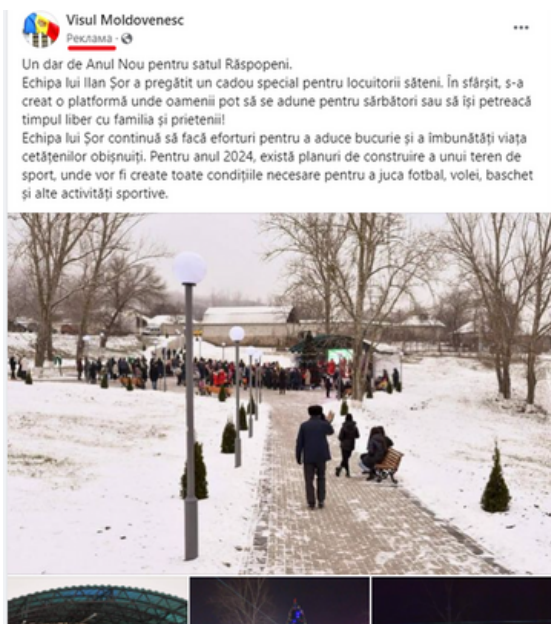 Visul Moldovenesc
Реклама ·
Un dar de Anul Nou pentru satul Răspopeni.
Echipa lui Ilan Șor a pregătit un cadou special pentru locuitorii săteni. În sfârșit, s-a
creat o platformă unde oamenii pot să se adune pentru sărbători sau să își petreacă
timpul liber cu familia și prietenii!
Echipa lui Șor continuă să facă eforturi pentru a aduce bucurie și a îmbunătăți viața
cetățenilor obișnuiți. Pentru anul 2024, există planuri de construire a unui teren de
sport, unde vor fi create toate condițiile necesare pentru a juca fotbal, volei, baschet
și alte activități sportive.